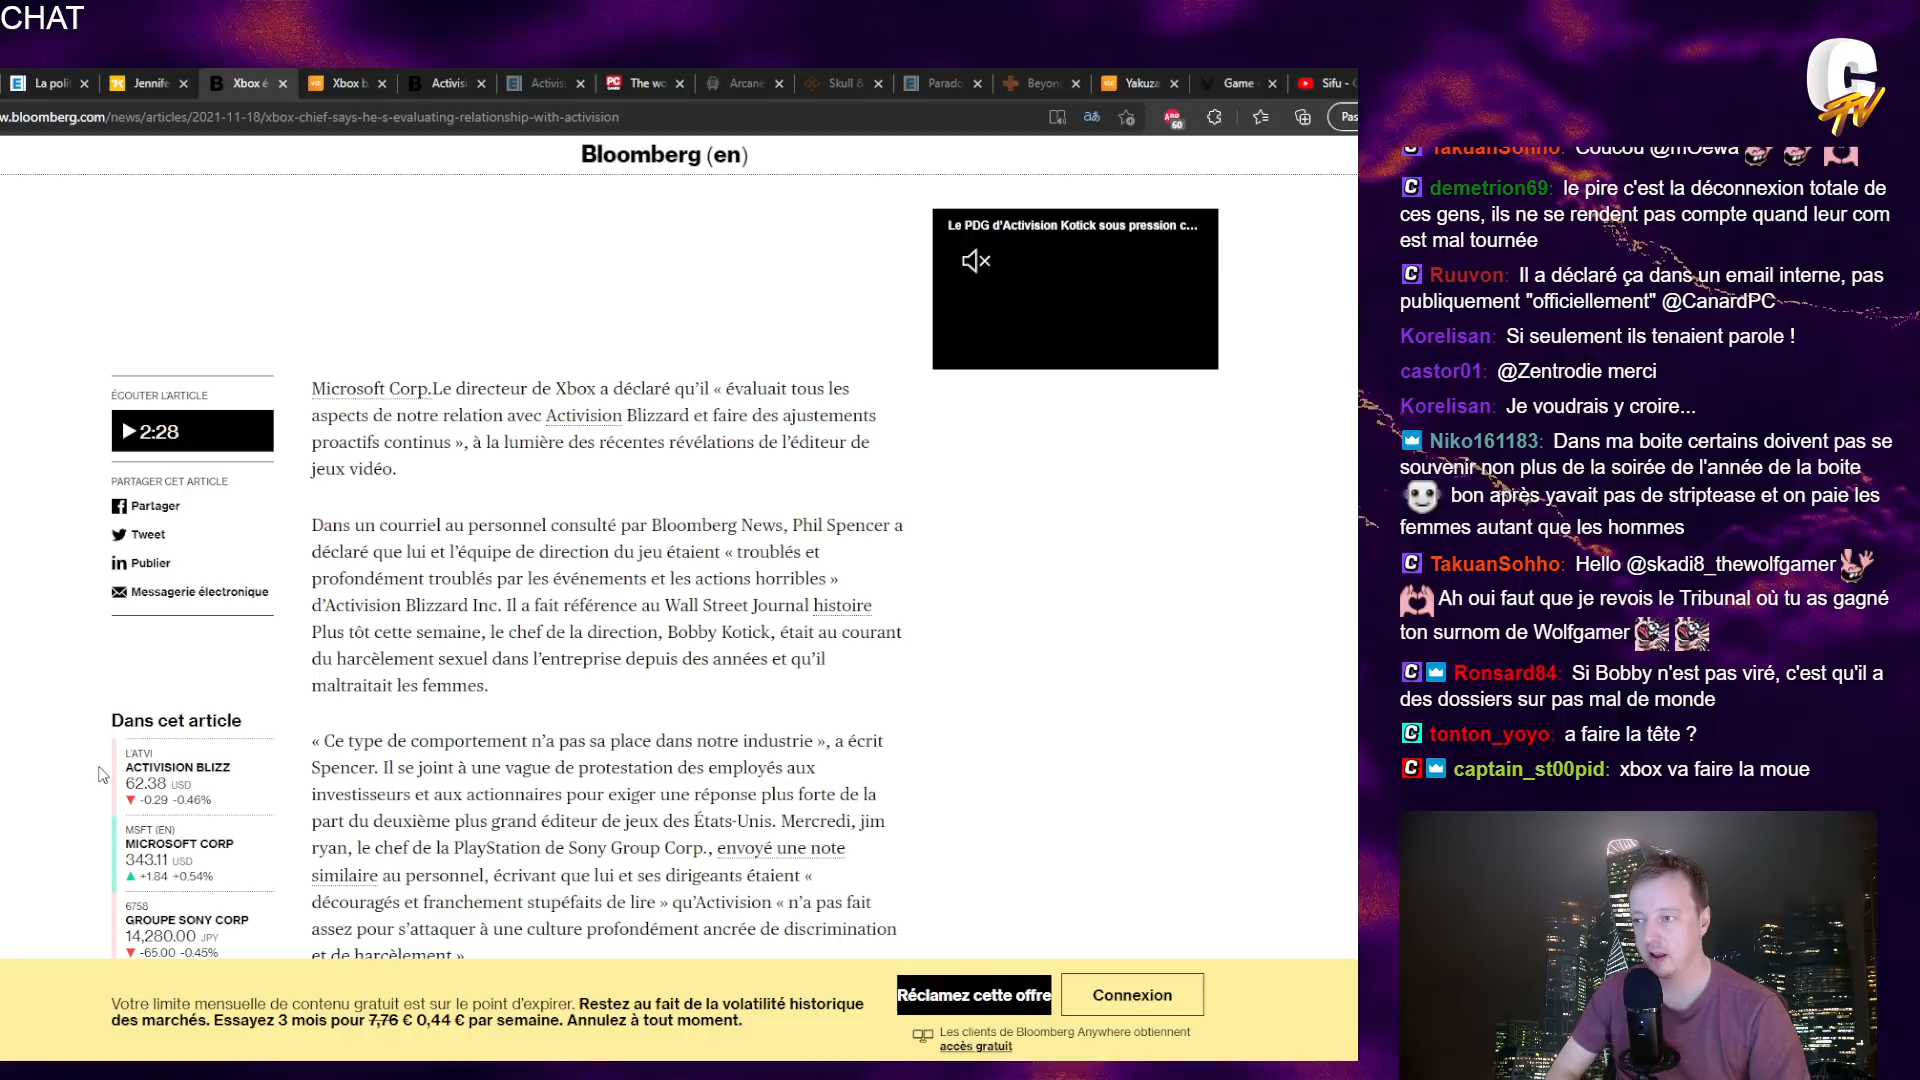 CHAT
La poli
Jennife
Xbox é
Xbox b
Activis
Activis
The wo
Arcane
Skull &
Parado
Beyon
Yakuza
Game
Sifu -
w.bloomberg.com/news/articles/2021-11-18/xbox-chief-says-he-s-evaluating-relationship-with-activision
60
Pas
Bloomberg (en)
Le PDG d'Activision Kotick sous pression c...
ÉCOUTER L'ARTICLE
2:28
PARTAGER CET ARTICLE
Partager
Tweet
Publier
Messagerie électronique
Microsoft Corp.Le directeur de Xbox a déclaré qu'il « évaluait tous les
aspects de notre relation avec Activision Blizzard et faire des ajustements
proactifs continus », à la lumière des récentes révélations de l'éditeur de
jeux vidéo.
Dans un courriel au personnel consulté par Bloomberg News, Phil Spencer a
déclaré que lui et l'équipe de direction du jeu étaient « troublés et
profondément troublés par les événements et les actions horribles »
d'Activision Blizzard Inc. Il a fait référence au Wall Street Journal histoire
Plus tôt cette semaine, le chef de la direction, Bobby Kotick, était au courant
du harcèlement sexuel dans l'entreprise depuis des années et qu'il
maltraitait les femmes.
« Ce type de comportement n'a pas sa place dans notre industrie », a écrit
Spencer. Il se joint à une vague de protestation des employés aux
investisseurs et aux actionnaires pour exiger une réponse plus forte de la
part du deuxième plus grand éditeur de jeux des États-Unis. Mercredi, jim
ryan, le chef de la PlayStation de Sony Group Corp., envoyé une note
similaire au personnel, écrivant que lui et ses dirigeants étaient «
découragés et franchement stupéfaits de lire » qu'Activision « n'a pas fait
assez pour s'attaquer à une culture profondément ancrée de discrimination
et de harcèlement »
Dans cet article
L'ATVI
ACTIVISION BLIZZ
62.38 USD
-0.29 -0.46%
MSFT (EN)
MICROSOFT CORP
343.11 USD
+1.84 +0.54%
6758
GROUPE SONY CORP
14,280.00 JPY
-65.00 -0.45%
Votre limite mensuelle de contenu gratuit est sur le point d'expirer. Restez au fait de la volatilité historique
des marchés. Essayez 3 mois pour 7,76 € 0,44 € par semaine. Annulez à tout moment.
Réclamez cette offre
Connexion
Les clients de Bloomberg Anywhere obtiennent
accès gratuit
C TV
TakuanSohho: Coucou @mOewa
demetrion69: le pire c'est la déconnexion totale de
ces gens, ils ne se rendent pas compte quand leur com
est mal tournée
Ruuvon: Il a déclaré ça dans un email interne, pas
publiquement "officiellement" @CanardPC
Korelisan: Si seulement ils tenaient parole !
castor01: @Zentrodie merci
Korelisan: Je voudrais y croire...
Niko161183: Dans ma boite certains doivent pas se
souvenir non plus de la soirée de l'année de la boite
bon après yavait pas de striptease et on paie les
femmes autant que les hommes
TakuanSohho: Hello @skadi8_thewolfgamer
Ah oui faut que je revois le Tribunal où tu as gagné
ton surnom de Wolfgamer
Ronsard84: Si Bobby n'est pas viré, c'est qu'il a
des dossiers sur pas mal de monde
tonton_yoyo: a faire la tête ?
captain_st00pid: xbox va faire la moue